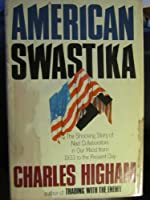 AMERICAN
SWASTIKA
The Shocking Story of
Nazi Collaborators
in Our Midst from
1933 to the Present Day
CHARLES HIGHAM
author of TRADING WITH THE ENEMY